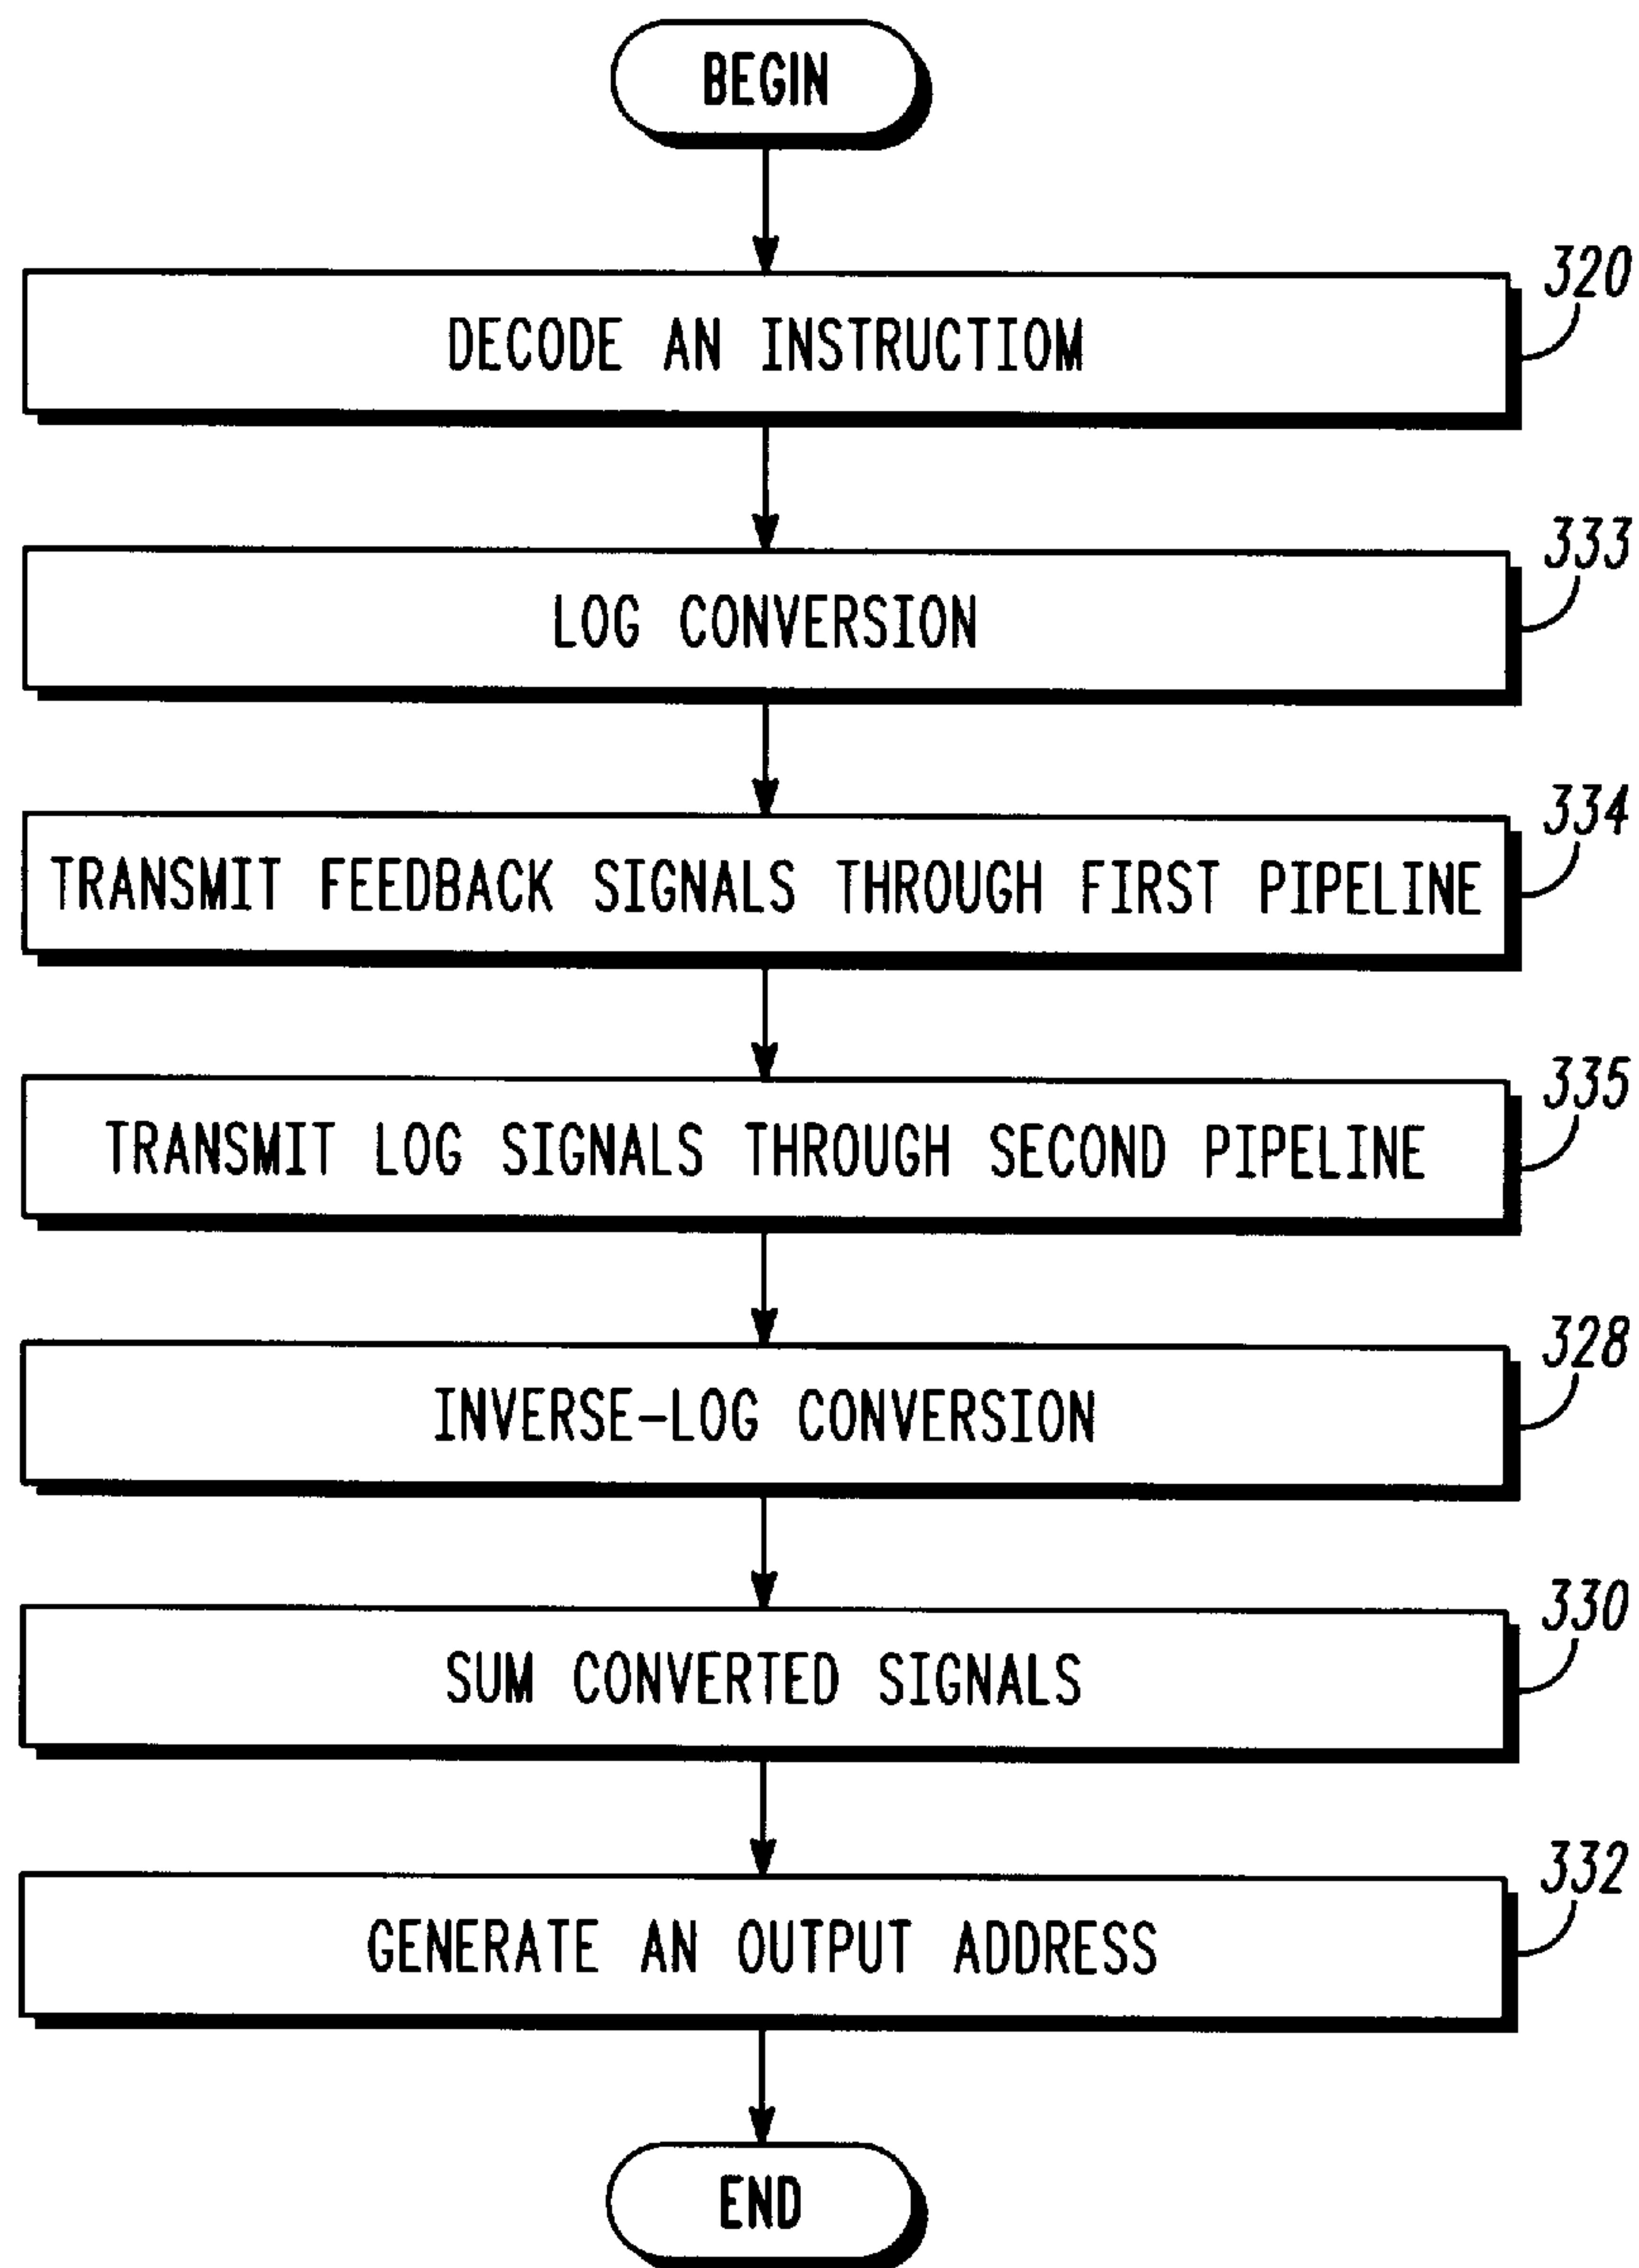 BEGIN
320
DECODE AN INSTRUCTIOM
333
LOG CONVERSION
334
TRANSMIT FEEDBACK SIGNALS THROUGH FIRST PIPELINE
335
TRANSMIT LOG SIGNALS THROUGH SECOND PIPELINE
328
INVERSE-LOG CONVERSION
330
SUM CONVERTED SIGNALS
332
GENERATE AN OUTPUT ADDRESS
END